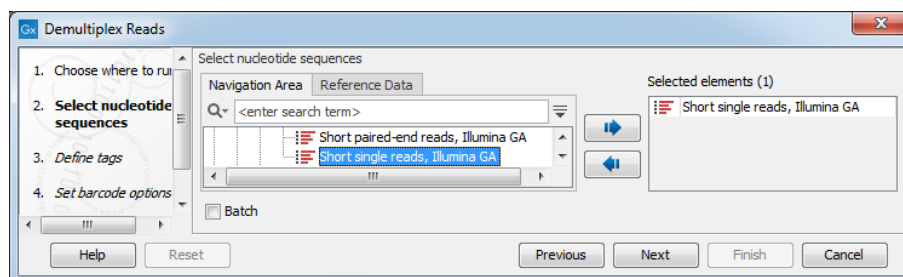 Gx Demultiplex Reads
1. Choose where to rui
2. Select nucleotide
sequences
3. Define tags
4. Set barcode options
Select nucleotide sequences
Navigation Area Reference Data
<enter search term>
Short paired-end reads, Illumina GA
Short single reads, Illumina GA
Batch
Selected elements (1)
Short single reads, Illumina GA
Help Reset Previous Next Finish Cancel